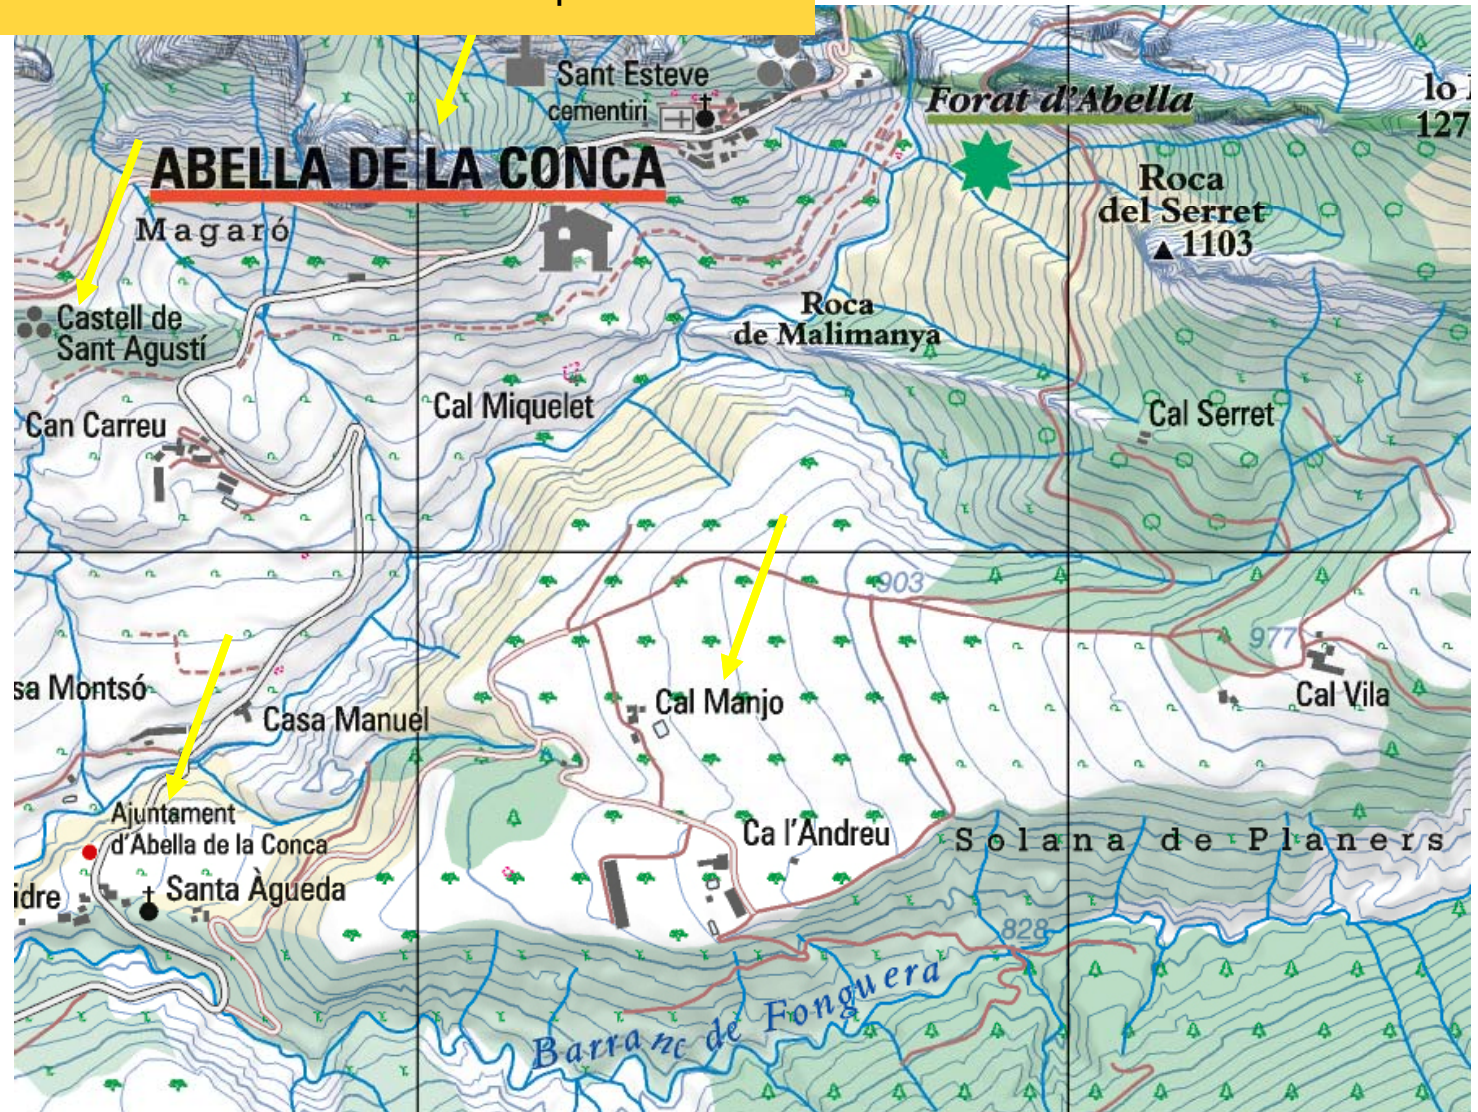 Sant Esteve
cementiri
Forat d'Abella
lo
127
ABELLA DE LA CONCA
Roca
del Serret
1103
Magaró
Roca
de Malimanya
Castell de
Sant Agustí
Can Carreu
Cal Miquelet
Cal Serret
903
977
sa Montsó
Casa Manuel
Cal Manjo
Cal Vila
Ajuntament
d'Abella de la Conca
Ca l'Andreu
Solana de Planers
idre
Santa Àgueda
828
Barranc de Fonguera